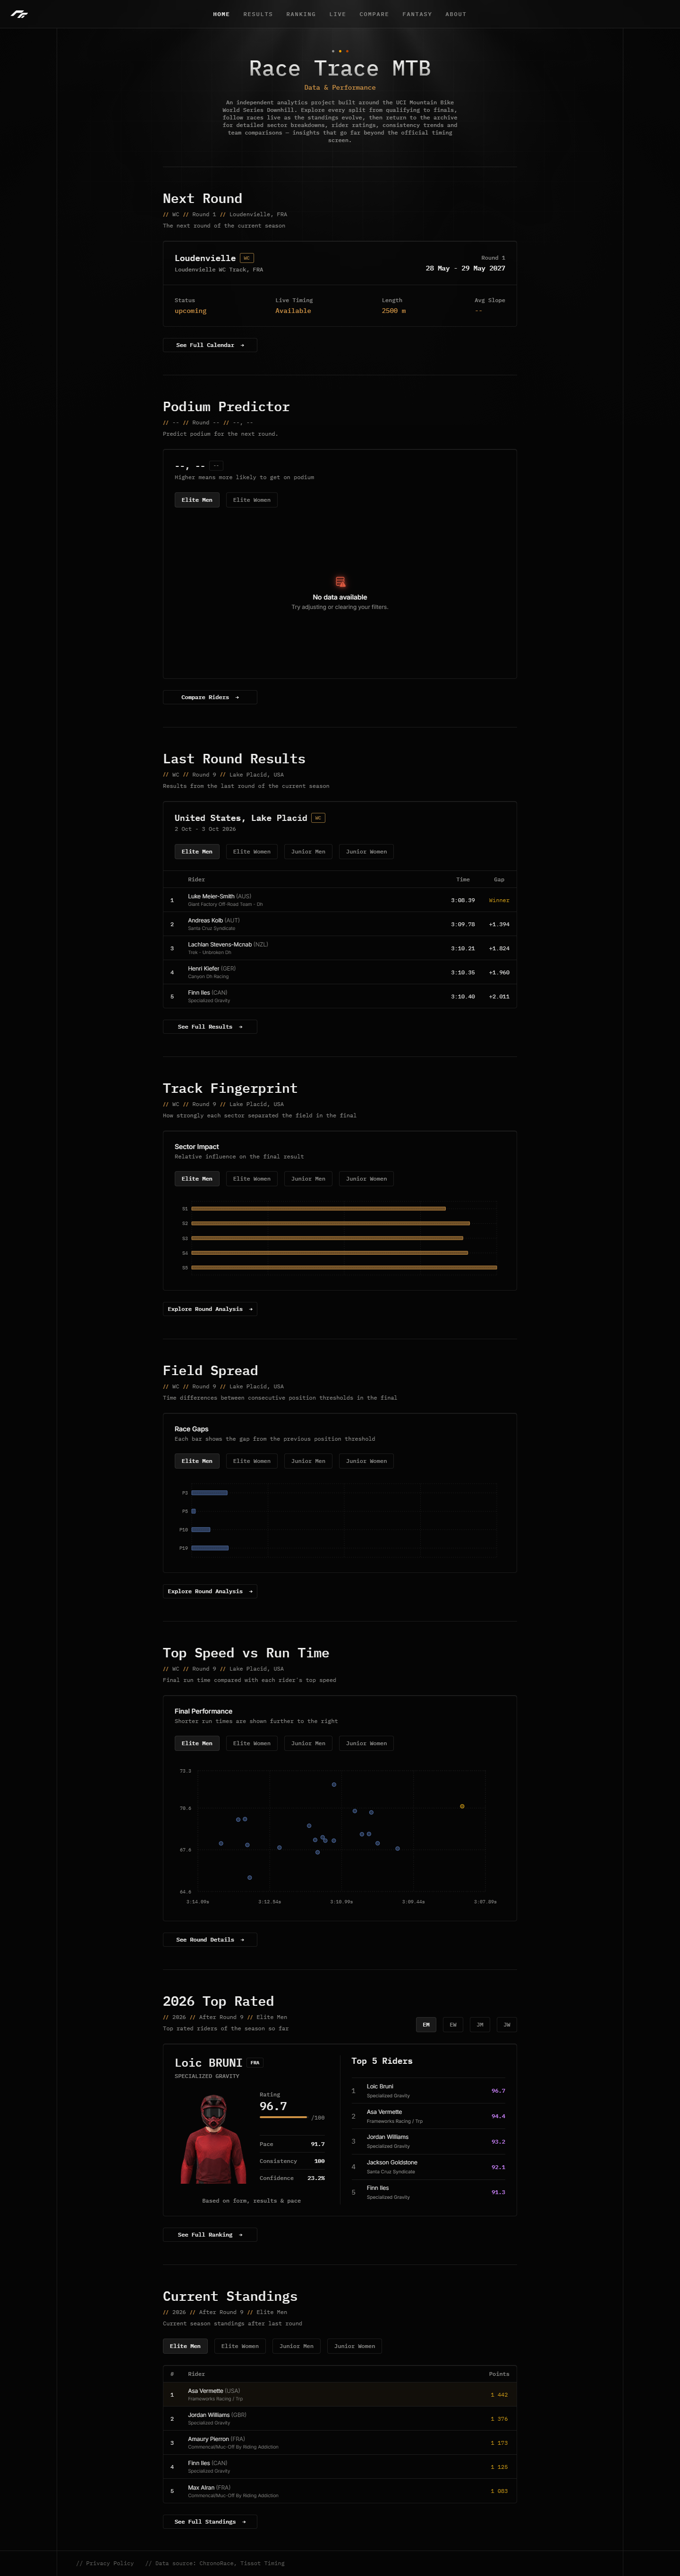 HOME RESULTS RANKING LIVE COMPARE FANTASY ABOUT
Race Trace MTB
Data & Performance
An independent analytics project built around the UCI Mountain Bike
World Series Downhill. Explore every split from qualifying to finals,
follow races live as the standings evolve, then return to the archive
for detailed sector breakdowns, rider ratings, consistency trends and
team comparisons — insights that go far beyond the official timing
screen.
Next Round
// WC // Round 1 // Loudenvielle, FRA
The next round of the current season
Loudenvielle WC
Loudenvielle WC Track, FRA
Round 1
28 May - 29 May 2027
Status Live Timing Length Avg Slope
upcoming Available 2500 m --
See Full Calendar →
Podium Predictor
// -- // Round -- // --, --
Predict podium for the next round.
--, -- --
Higher means more likely to get on podium
Elite Men Elite Women
No data available
Try adjusting or clearing your filters.
Compare Riders →
Last Round Results
// WC // Round 9 // Lake Placid, USA
Results from the last round of the current season
United States, Lake Placid WC
2 Oct - 3 Oct 2026
Elite Men Elite Women Junior Men Junior Women
Rider Time Gap
1 Luke Meier-Smith (AUS) 3:08.39 Winner
Giant Factory Off-Road Team - Dh
2 Andreas Kolb (AUT) 3:09.78 +1.394
Santa Cruz Syndicate
3 Lachlan Stevens-Mcnab (NZL) 3:10.21 +1.824
Trek - Unbroken Dh
4 Henri Kiefer (GER) 3:10.35 +1.960
Canyon Dh Racing
5 Finn Iles (CAN) 3:10.40 +2.011
Specialized Gravity
See Full Results →
Track Fingerprint
// WC // Round 9 // Lake Placid, USA
How strongly each sector separated the field in the final
Sector Impact
Relative influence on the final result
Elite Men Elite Women Junior Men Junior Women
S1
S2
S3
S4
S5
Explore Round Analysis →
Field Spread
// WC // Round 9 // Lake Placid, USA
Time differences between consecutive position thresholds in the final
Race Gaps
Each bar shows the gap from the previous position threshold
Elite Men Elite Women Junior Men Junior Women
P10
Explore Round Analysis →
Top Speed vs Run Time
// WC // Round 9 // Lake Placid, USA
Final run time compared with each rider's top speed
Final Performance
Shorter run times are shown further to the right
Elite Men Elite Women Junior Men Junior Women
73.3
70.6
67.6
64.6
3:14.09s 3:12.54s 3:10.99s 3:09.44s 3:07.89s
See Round Details →
2026 Top Rated
// 2026 // After Round 9 // Elite Men
Top rated riders of the season so far
EM EW JM JW
Loic BRUNI FRA
SPECIALIZED GRAVITY
Rating
96.7
/100
Pace 91.7
Consistency 100
Confidence 23.2%
Based on form, results & pace
Top 5 Riders
1 Loic Bruni 96.7
Specialized Gravity
2 Asa Vermette 94.4
Frameworks Racing / Trp
3 Jordan Williams 93.2
Specialized Gravity
4 Jackson Goldstone 92.1
Santa Cruz Syndicate
5 Finn Iles 91.3
Specialized Gravity
See Full Ranking →
Current Standings
// 2026 // After Round 9 // Elite Men
Current season standings after last round
Elite Men Elite Women Junior Men Junior Women
# Rider Points
1 Asa Vermette (USA) 1 442
Frameworks Racing / Trp
2 Jordan Williams (GBR) 1 376
Specialized Gravity
3 Amaury Pierron (FRA) 1 173
Commencal/Muc-Off By Riding Addiction
4 Finn Iles (CAN) 1 125
Specialized Gravity
5 Max Alran (FRA) 1 083
Commencal/Muc-Off By Riding Addiction
See Full Standings →
// Privacy Policy // Data source: ChronoRace, Tissot Timing